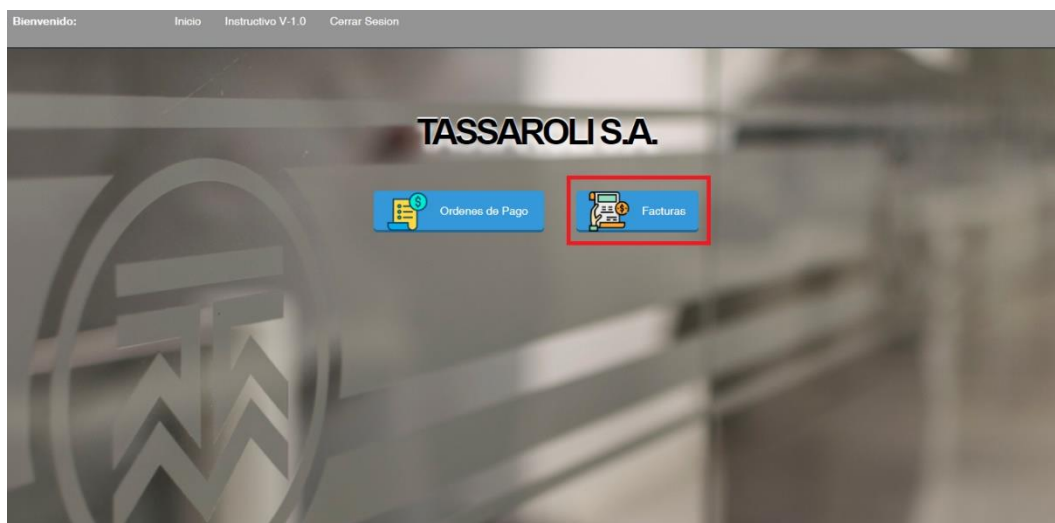 Bienvenido: Inicio Instructivo V-1.0 Cerrar Sesion
TASSAROLI S.A.
Ordenes de Pago Facturas